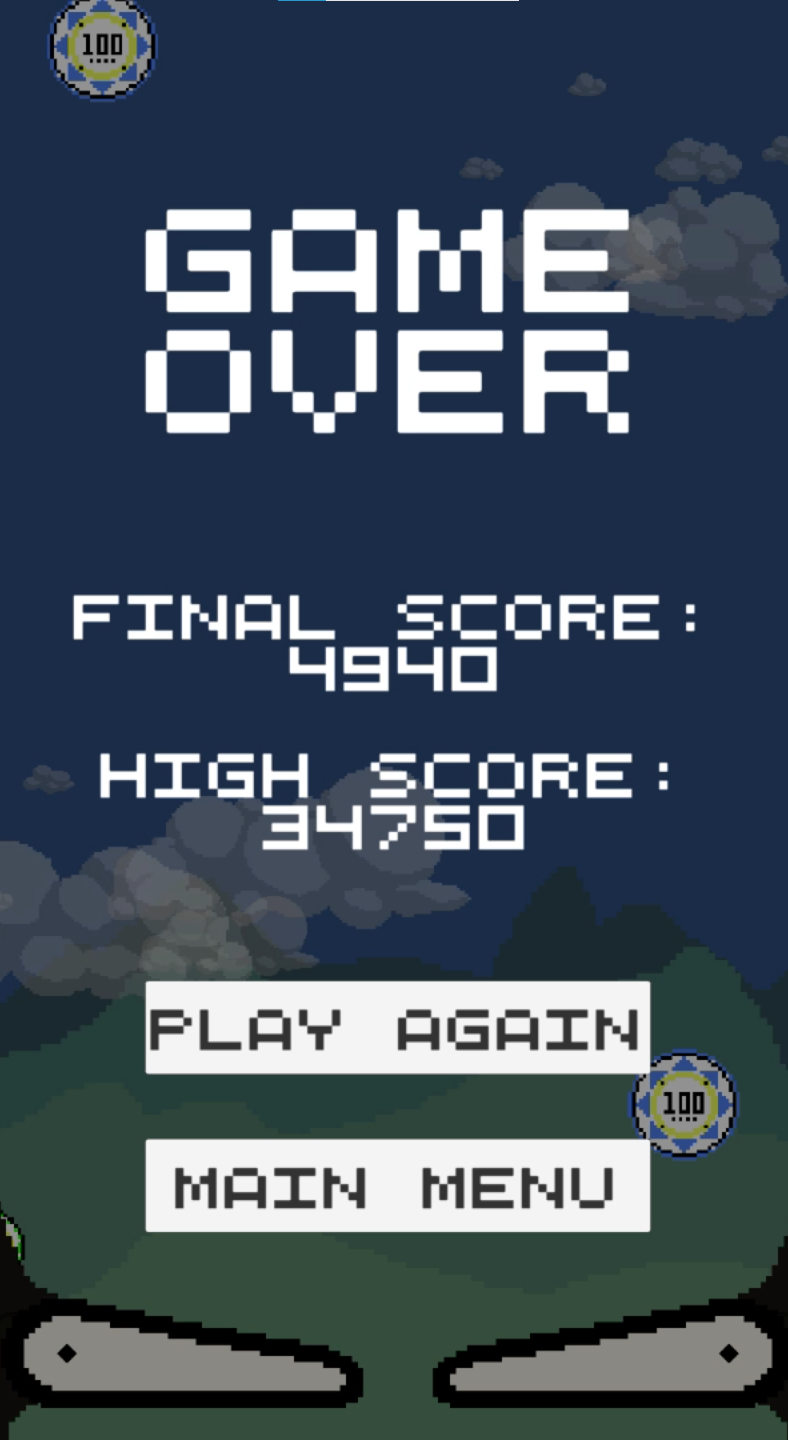 100
GAME
OVER
FINAL SCORE:
4940
HIGH SCORE:
34750
PLAY AGAIN
100
MAIN MENU